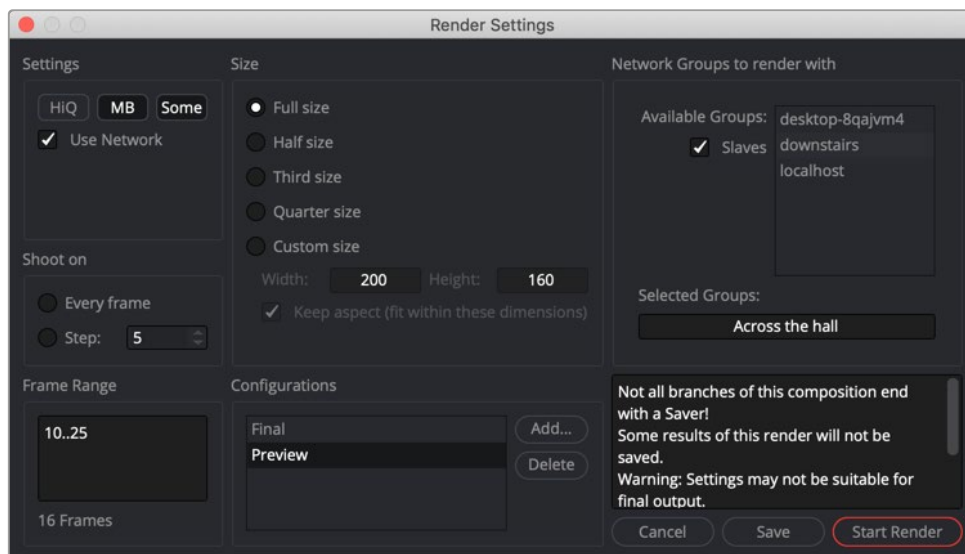 Render Settings
Settings
HiQ MB Some
Use Network
Size
Full size
Half size
Third size
Quarter size
Custom size
Width: 200 Height: 160
Keep aspect (fit within these dimensions)
Network Groups to render with
Available Groups:
Slaves
desktop-8qajvm4
downstairs
localhost
Selected Groups:
Across the hall
Shoot on
Every frame
Step: 5
Frame Range
10..25
16 Frames
Configurations
Final
Preview
Add...
Delete
Not all branches of this composition end
with a Saver!
Some results of this render will not be
saved.
Warning: Settings may not be suitable for
final output.
Cancel Save Start Render